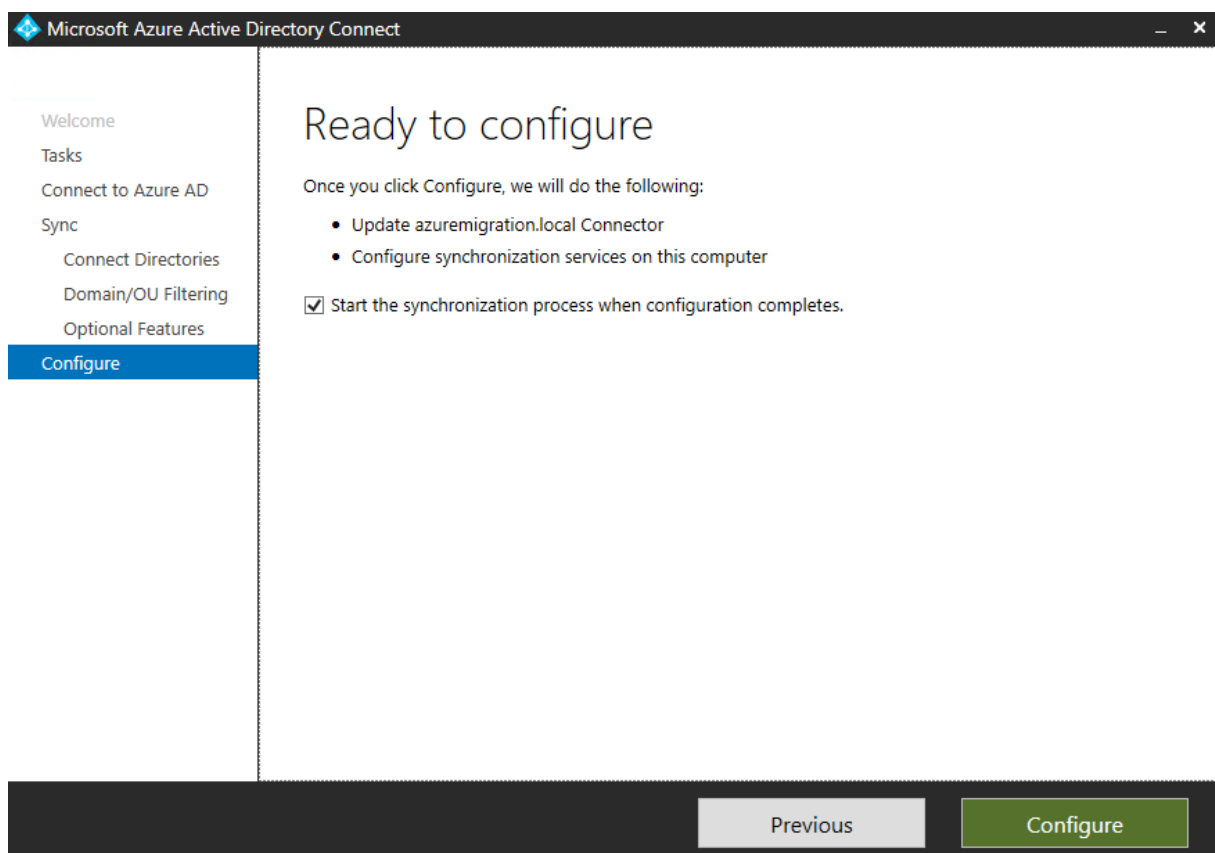 Microsoft Azure Active Directory Connect
Welcome
Tasks
Connect to Azure AD
Sync
Connect Directories
Domain/OU Filtering
Optional Features
Configure
Ready to configure
Once you click Configure, we will do the following:
• Update azuremigration.local Connector
• Configure synchronization services on this computer
Start the synchronization process when configuration completes.
Previous
Configure